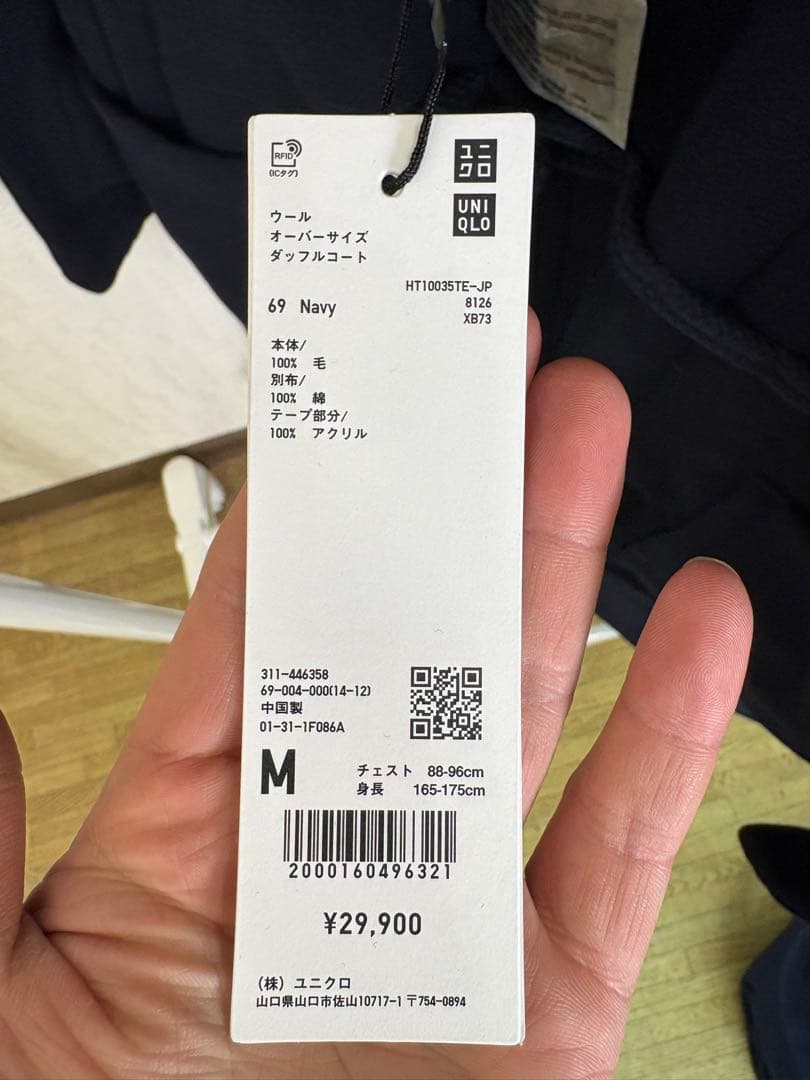 RFID
(ICタグ)
ユニ
クロ
UNI
QLO
ウール
オーバーサイズ
ダッフルコート
HT10035TE-JP
69 Navy
8126
XB73
本体/
100% 毛
別布/
100% 綿
テープ部分/
100% アクリル
311-446358
69-004-000(14-12)
中国製
01-31-1F086A
M
チェスト 88-96cm
身長 165-175cm
2000160496321
¥29,900
(株) ユニクロ
山口県山口市佐山10717-1 〒754-0894